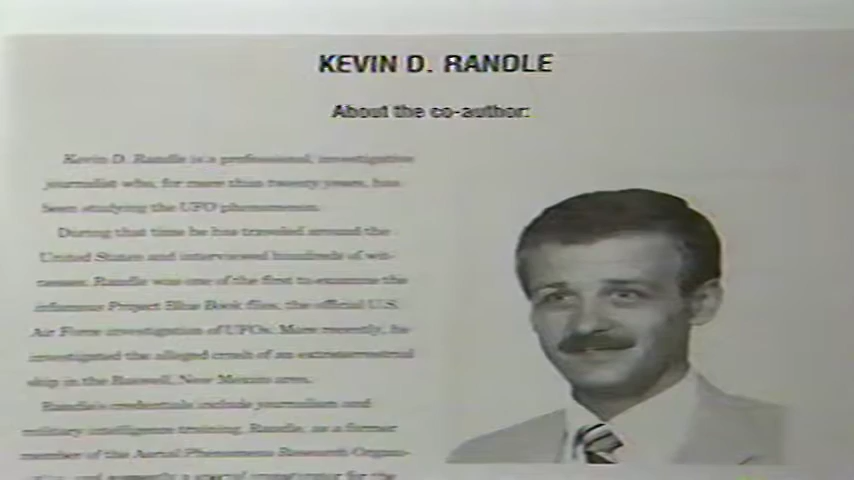 KEVIN D. RANDLE
About the co-author:
Kevin D. Randle is a professional, investigative
journalist who, for more than twenty years, has
been studying the UFO phenomenon.
During that time he has traveled around the
United States and interviewed hundreds of wit-
nesses. Randle was one of the first to examine the
infamous Project Blue Book files, the official U.S.
Air Force investigation of UFOs. More recently, he
investigated the alleged crash of an extraterrestrial
ship in the Roswell, New Mexico area.
Randle's credentials include journalism and
military intelligence training. Randle, as a former
member of the Aerial Phenomena Research Organi-